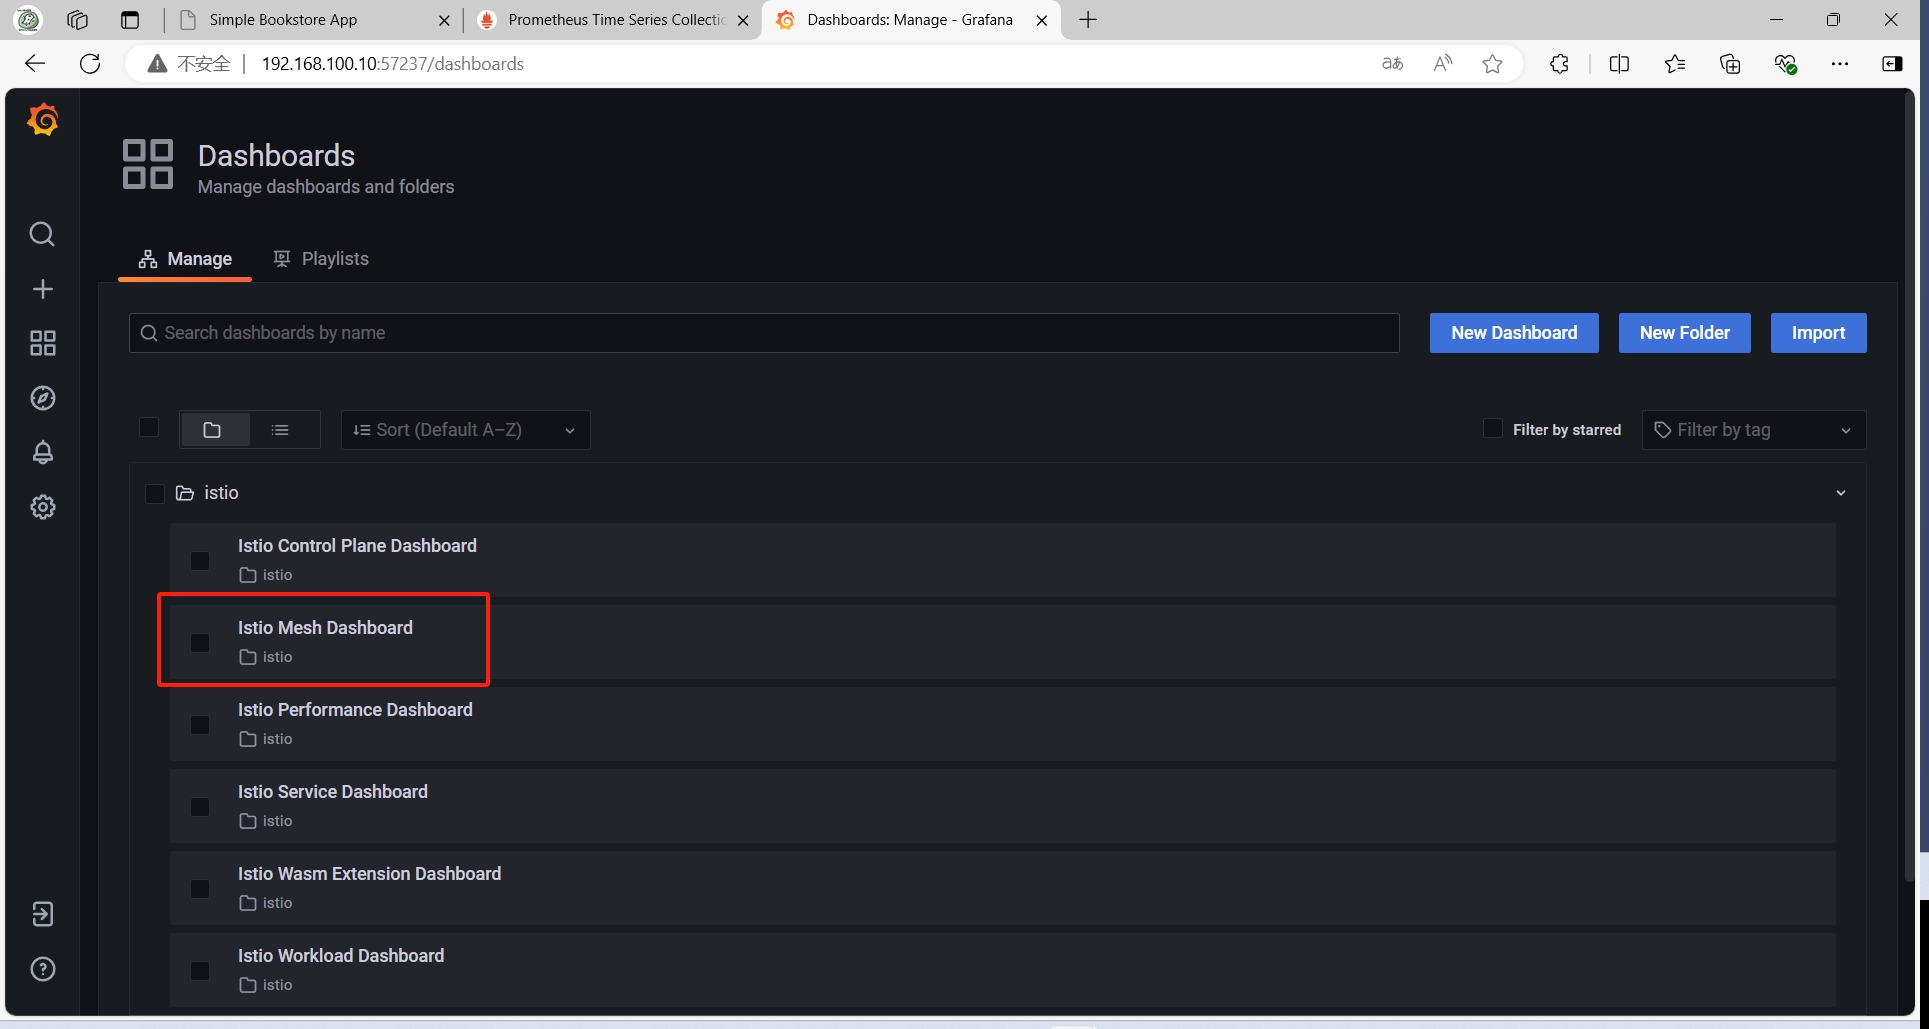 Simple Bookstore App
Prometheus Time Series Collectic
Dashboards: Manage - Grafana
不安全
192.168.100.10:57237/dashboards
aあ
Dashboards
Manage dashboards and folders
Manage
Playlists
Search dashboards by name
New Dashboard
New Folder
Import
Sort (Default A–Z)
Filter by starred
Filter by tag
istio
Istio Control Plane Dashboard
istio
Istio Mesh Dashboard
istio
Istio Performance Dashboard
istio
Istio Service Dashboard
istio
Istio Wasm Extension Dashboard
istio
Istio Workload Dashboard
istio